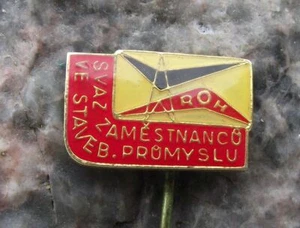 ROH
SVAZ ZAMĚSTNANCŮ
VE STAVEB. PRŮMYSLU